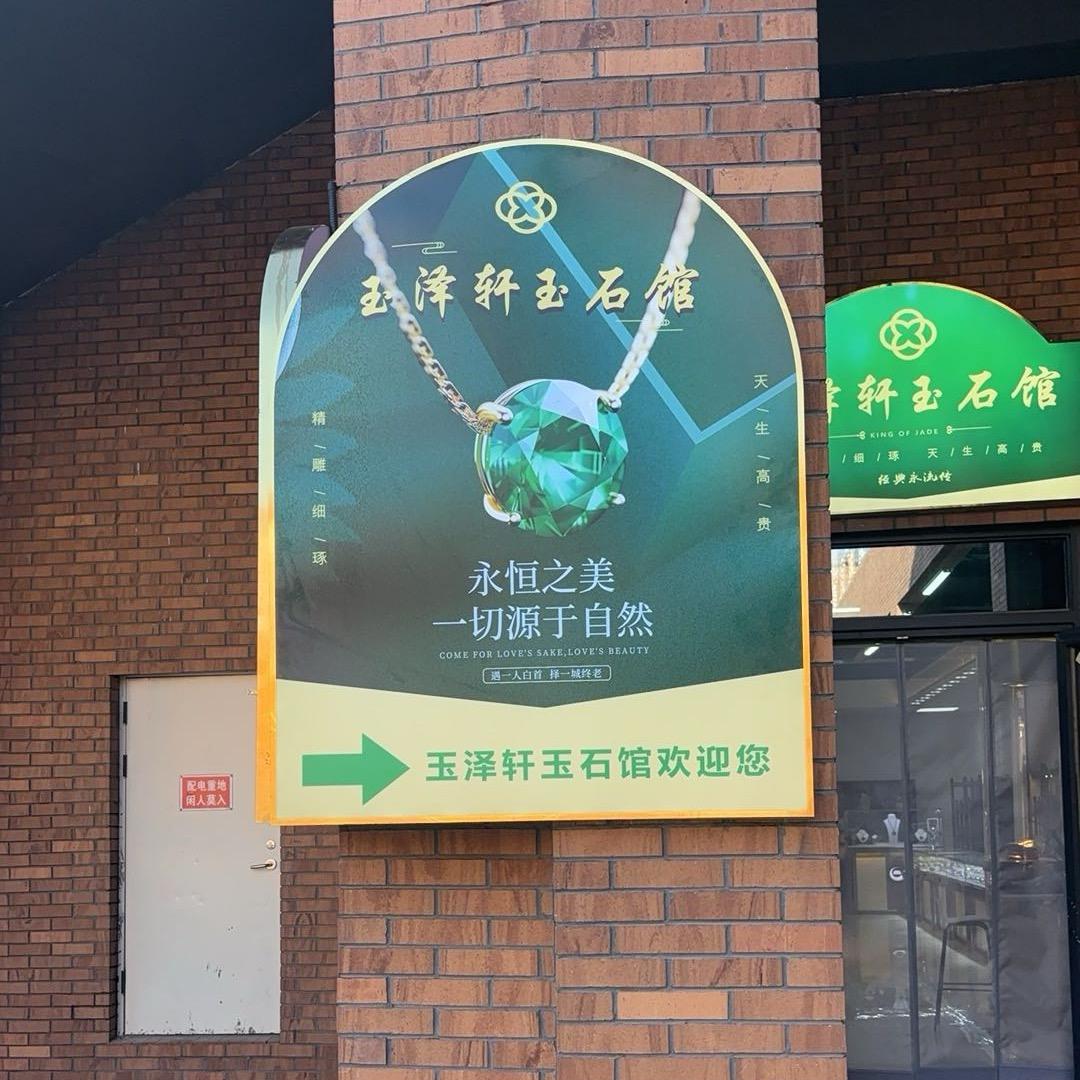 玉泽轩玉石馆
精/雕/细/琢
天/生/高/贵
永恒之美
一切源于自然
COME FOR LOVE'S SAKE,LOVE'S BEAUTY
遇一人白首 择一城终老
玉泽轩玉石馆欢迎您
泽轩玉石馆
KING OF JADE
/细/琢 天/生/高/贵
经典永流传
配电重地
闲人莫入